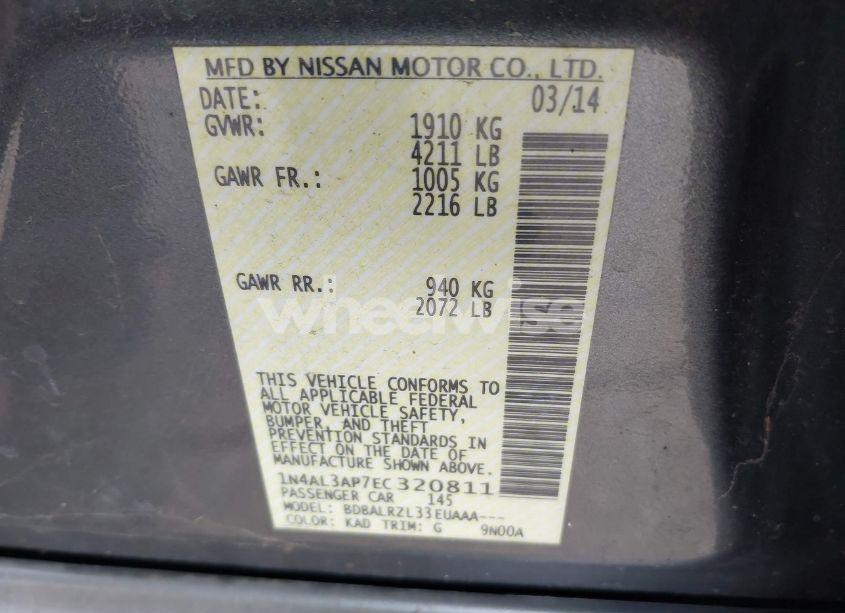 MFD BY NISSAN MOTOR CO., LTD.
DATE: 03/14
GVWR: 1910 KG
4211 LB
GAWR FR.: 1005 KG
2216 LB
GAWR RR.: 940 KG
2072 LB
wheelwise
THIS VEHICLE CONFORMS TO
ALL APPLICABLE FEDERAL
MOTOR VEHICLE SAFETY,
BUMPER, AND THEFT
PREVENTION STANDARDS IN
EFFECT ON THE DATE OF
MANUFACTURE SHOWN ABOVE.
1N4AL3AP7EC320811
PASSENGER CAR 145
MODEL: BDBALRZL33EUAAA---
COLOR: KAD TRIM: G 9N00A